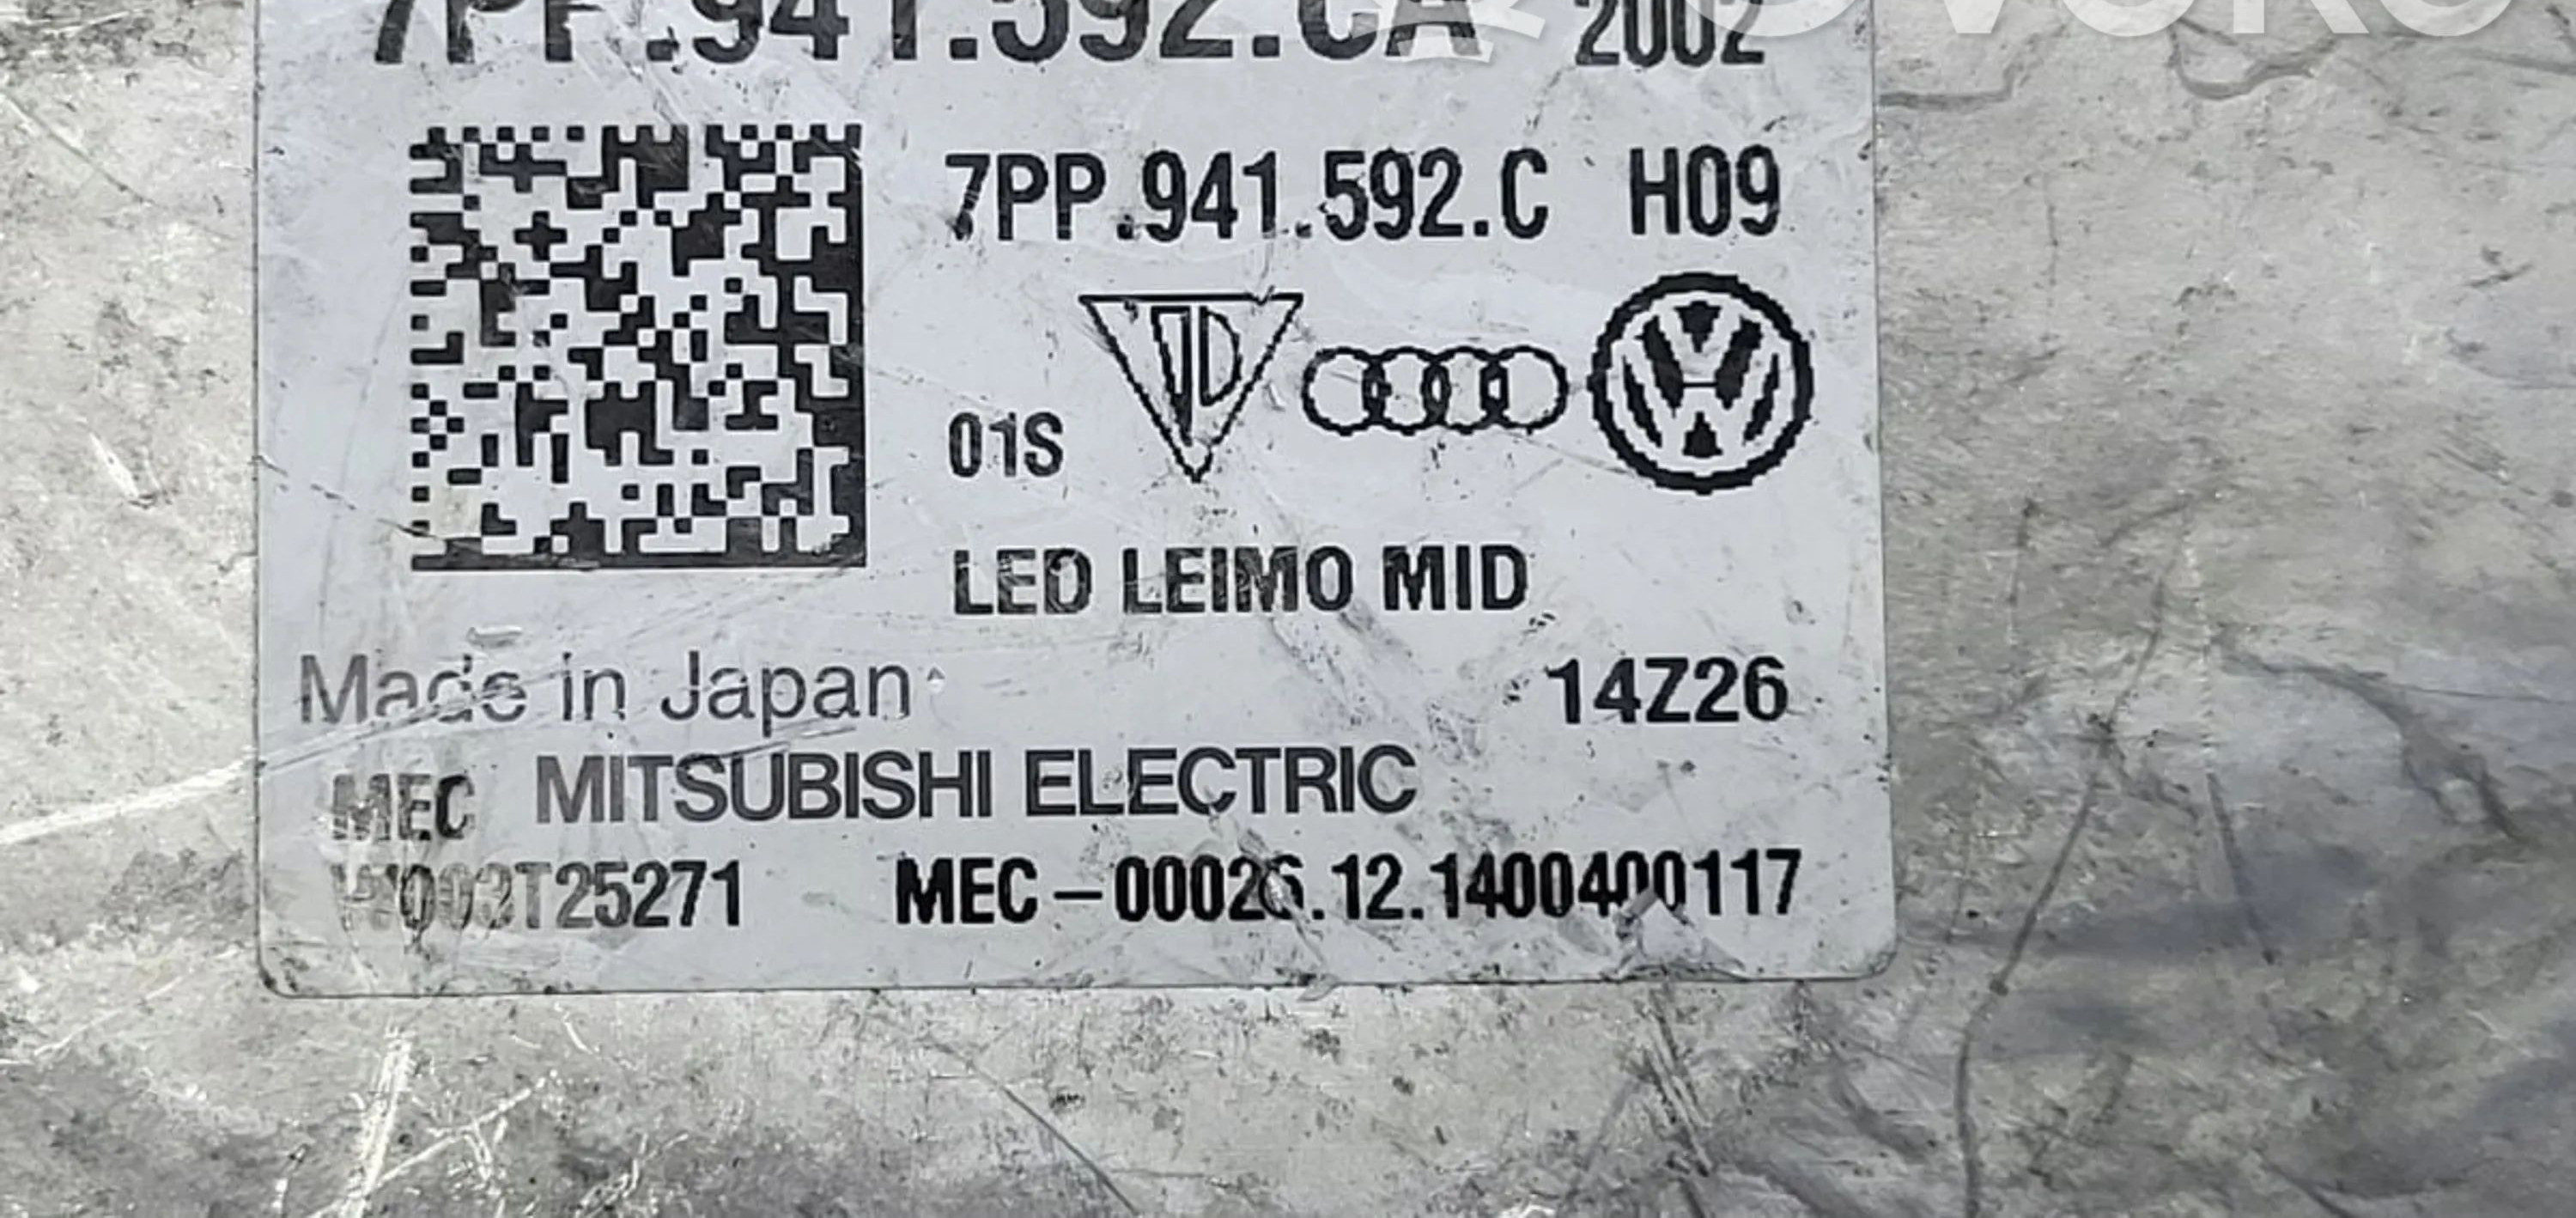 7PP.941.592.CA 2002
7PP.941.592.C H09
01S
LED LEIMO MID
Made in Japan 14Z26
MEC MITSUBISHI ELECTRIC
MEC-00026.12.1400400117